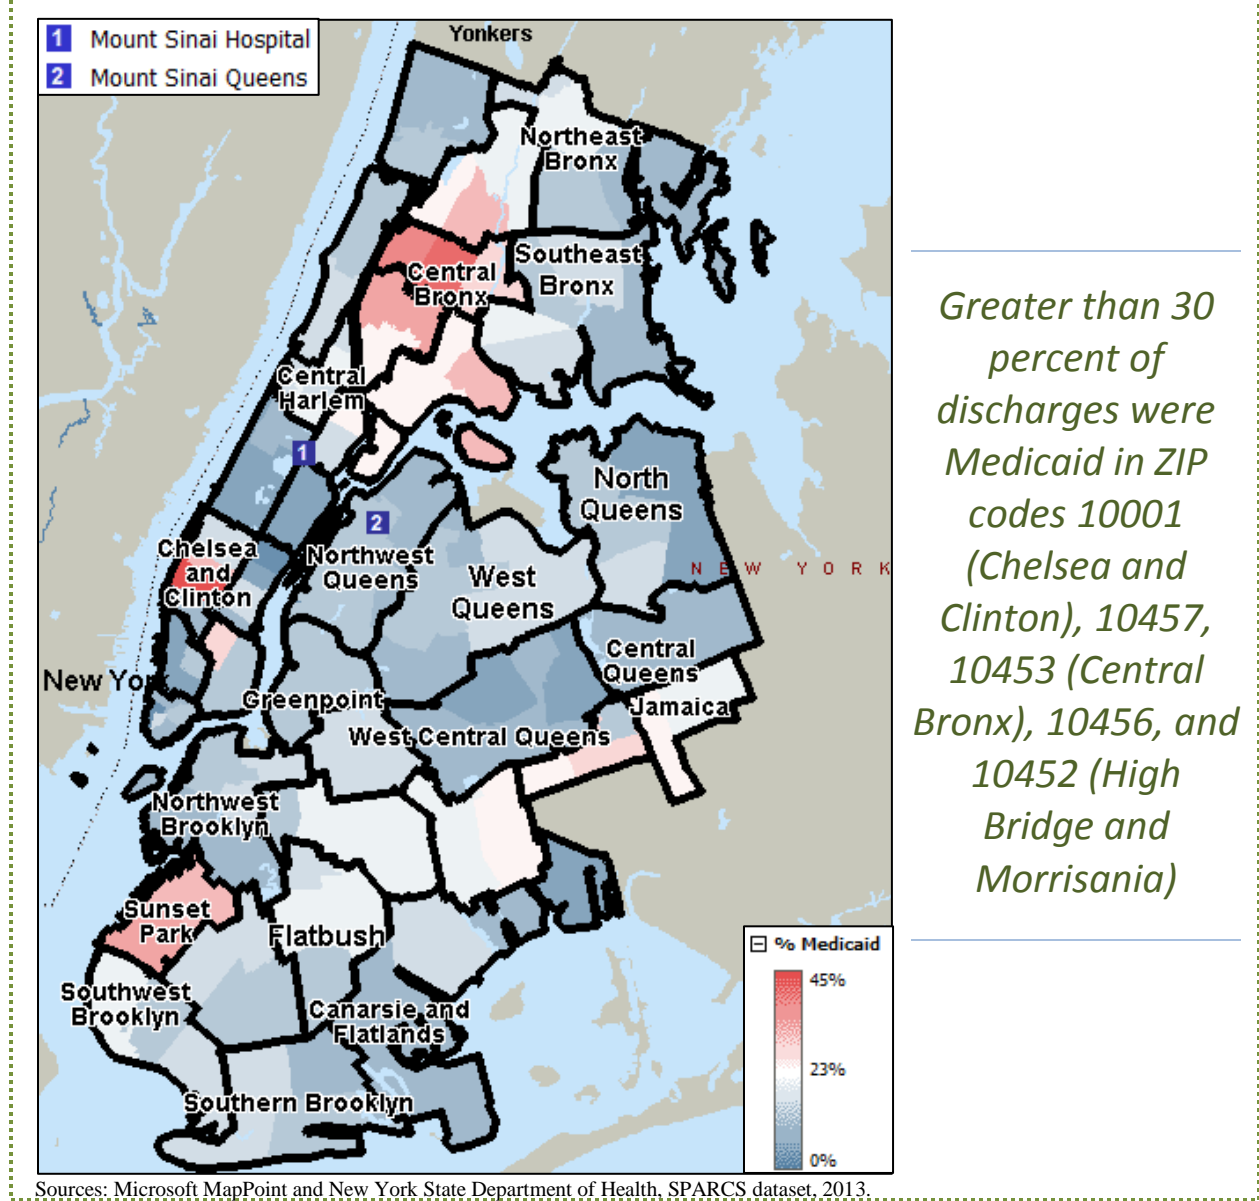 1 Mount Sinai Hospital
2 Mount Sinai Queens
Yonkers
Northeast
Bronx
Southeast
Bronx
Central
Bronx
Central
Harlem
1
North
Queens
2
Chelsea
and
Clinton
Northwest
Queens
West
Queens
NEW YORK
Central
Queens
New York
Greenpoint
Jamaica
West Central Queens
Northwest
Brooklyn
Sunset
Park
Flatbush
Southwest
Brooklyn
Canarsie and
Flatlands
Southern Brooklyn
% Medicaid
45%
23%
0%
Greater than 30
percent of
discharges were
Medicaid in ZIP
codes 10001
(Chelsea and
Clinton), 10457,
10453 (Central
Bronx), 10456, and
10452 (High
Bridge and
Morrisania)
Sources: Microsoft MapPoint and New York State Department of Health, SPARCS dataset, 2013.